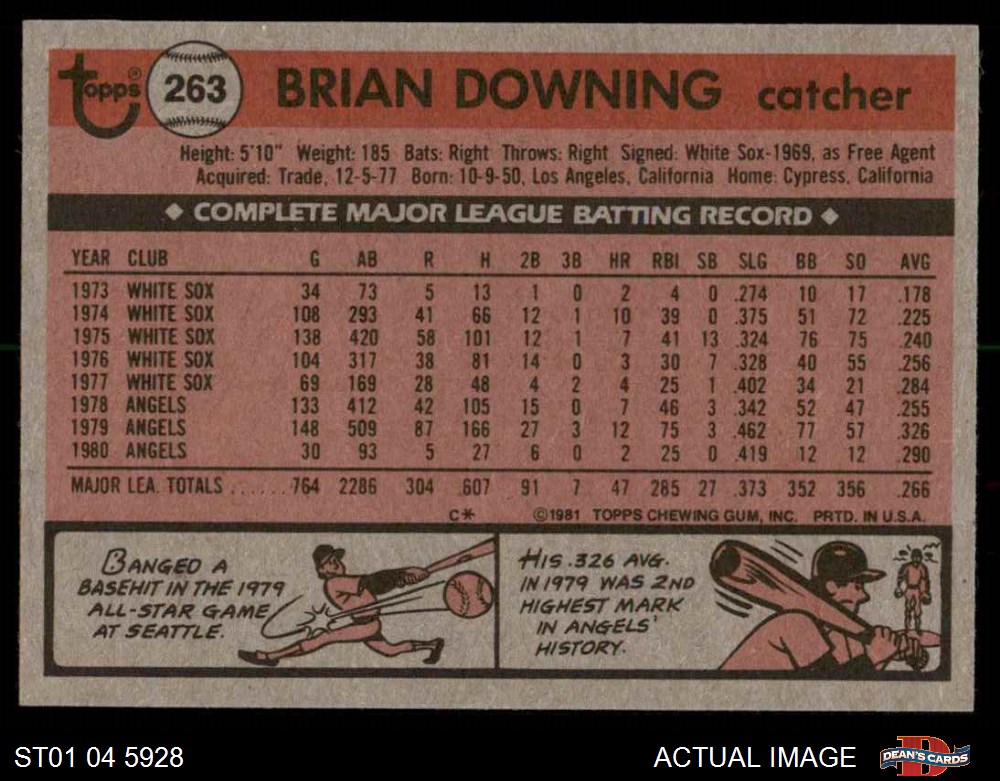 Topps® 263 BRIAN DOWNING catcher
Height: 5'10" Weight: 185 Bats: Right Throws: Right Signed: White Sox-1969, as Free Agent
Acquired: Trade, 12-5-77 Born: 10-9-50, Los Angeles, California Home: Cypress, California
◆ COMPLETE MAJOR LEAGUE BATTING RECORD ◆
YEAR CLUB G AB R H 2B 3B HR RBI SB SLG BB SO AVG
1973 WHITE SOX 34 73 5 13 1 0 2 4 0 .274 10 17 .178
1974 WHITE SOX 108 293 41 66 12 1 10 39 0 .375 51 72 .225
1975 WHITE SOX 138 420 58 101 12 1 7 41 13 .324 76 75 .240
1976 WHITE SOX 104 317 38 81 14 0 3 30 7 .328 40 55 .256
1977 WHITE SOX 69 169 28 48 4 2 4 25 1 .402 34 21 .284
1978 ANGELS 133 412 42 105 15 0 7 46 3 .342 52 47 .255
1979 ANGELS 148 509 87 166 27 3 12 75 3 .462 77 57 .326
1980 ANGELS 30 93 5 27 6 0 2 25 0 .419 12 12 .290
MAJOR LEA. TOTALS ....... 764 2286 304 607 91 7 47 285 27 .373 352 356 .266
C* ©1981 TOPPS CHEWING GUM, INC. PRTD. IN U.S.A.
BANGED A
BASEHIT IN THE 1979
ALL-STAR GAME
AT SEATTLE.
HIS .326 AVG.
IN 1979 WAS 2ND
HIGHEST MARK
IN ANGELS'
HISTORY.
ST01 04 5928 ACTUAL IMAGE DEAN'S CARDS